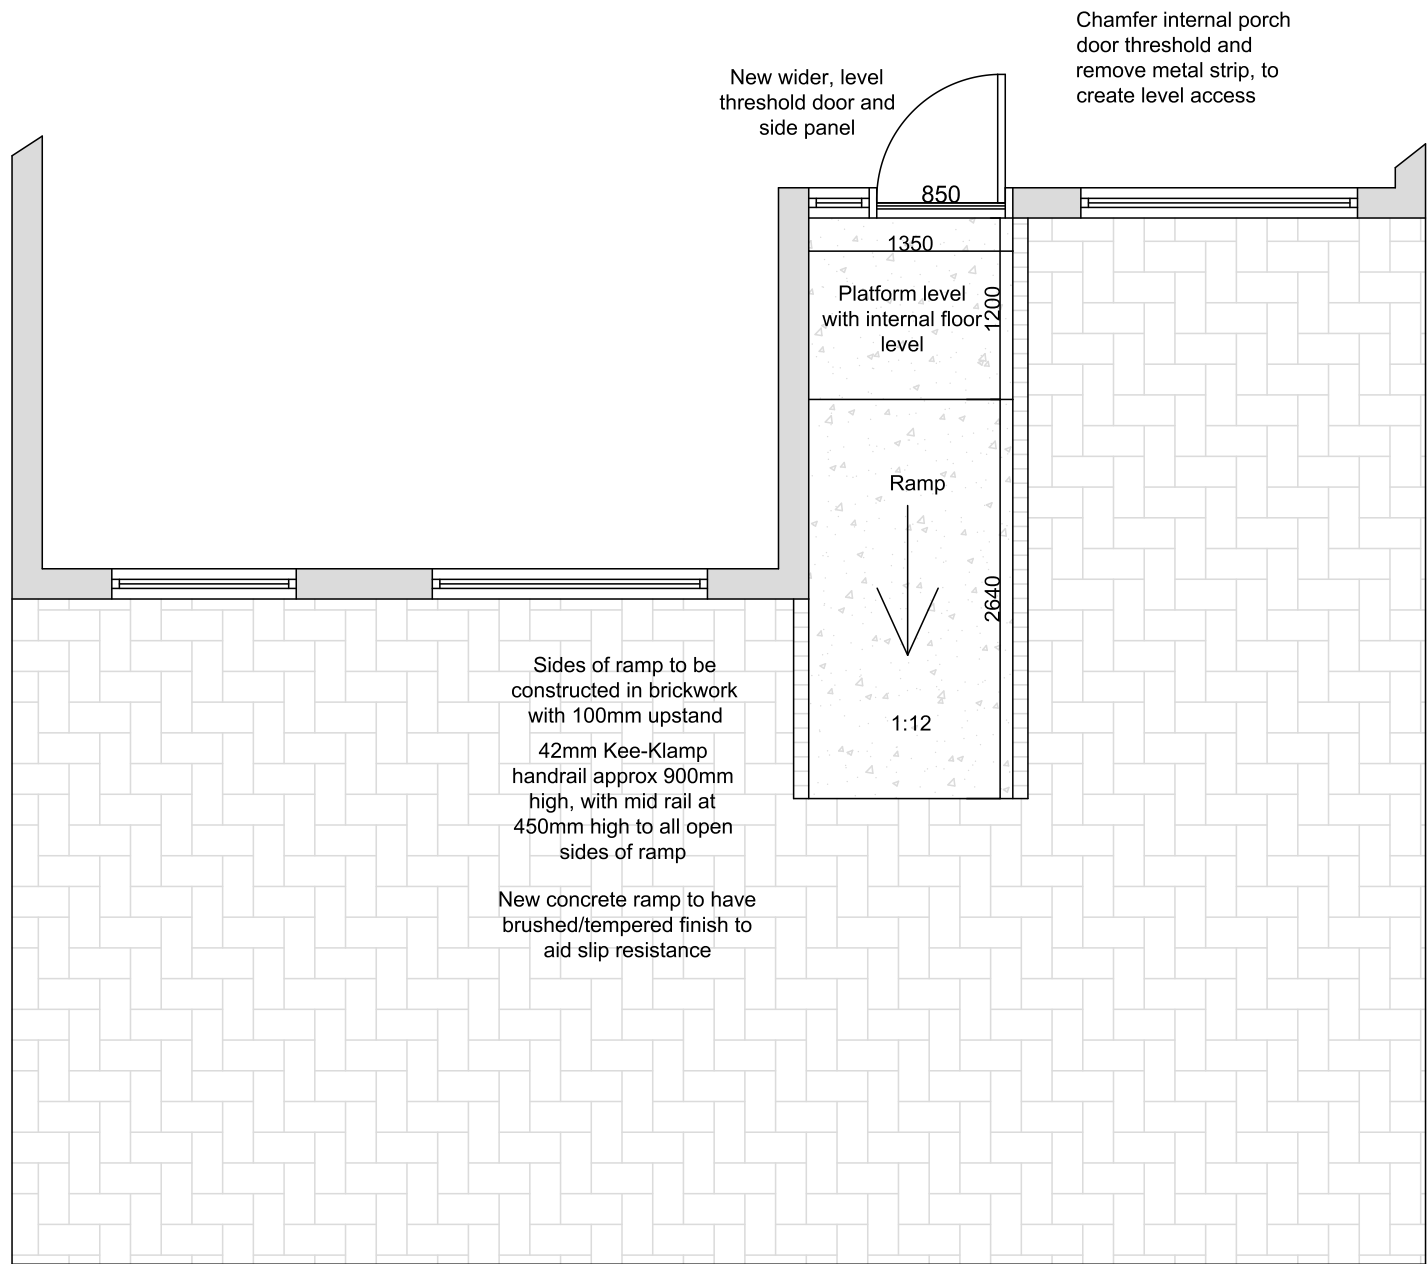 Chamfer internal porch
door threshold and
remove metal strip, to
create level access
New wider, level
threshold door and
side panel
850
1350
Platform level
with internal floor
level
1200
Ramp
2640
1:12
Sides of ramp to be
constructed in brickwork
with 100mm upstand
42mm Kee-Klamp
handrail approx 900mm
high, with mid rail at
450mm high to all open
sides of ramp
New concrete ramp to have
brushed/tempered finish to
aid slip resistance